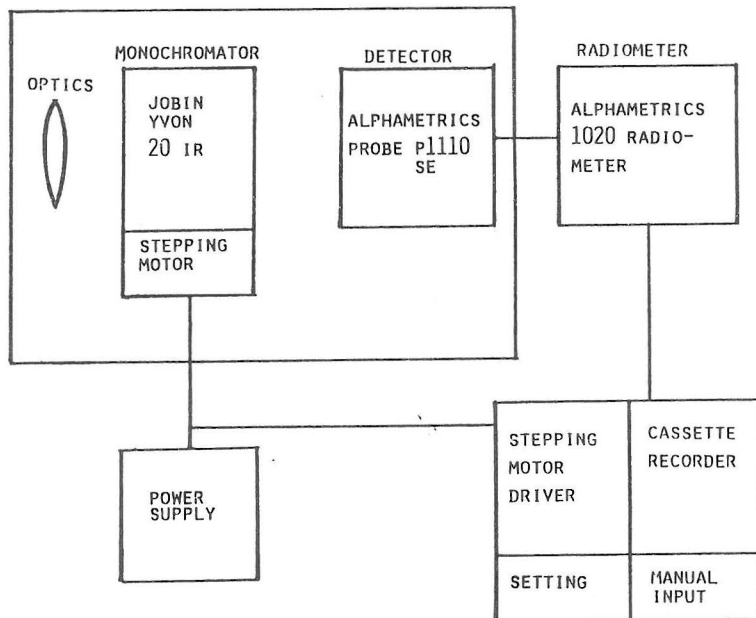 MONOCHROMATOR
DETECTOR
RADIOMETER
OPTICS
JOBIN
YVON
20 IR
ALPHAMETRICS
PROBE P1110
SE
ALPHAMETRICS
1020 RADIO-
METER
STEPPING
MOTOR
POWER
SUPPLY
STEPPING
MOTOR
DRIVER
CASSETTE
RECORDER
SETTING
MANUAL
INPUT